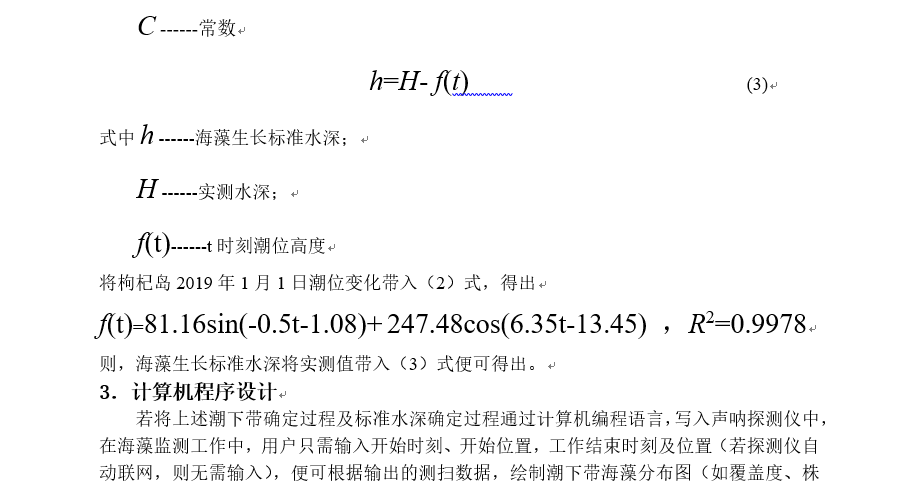 C ------常数
h=H- f(t) (3)
式中 h ------海藻生长标准水深；
H ------实测水深；
f(t)------t 时刻潮位高度
将枸杞岛 2019 年 1 月 1 日潮位变化带入（2）式，得出
f(t)=81.16sin(-0.5t-1.08)+ 247.48cos(6.35t-13.45) ，R²=0.9978
则，海藻生长标准水深将实测值带入（3）式便可得出。
3．计算机程序设计
若将上述潮下带确定过程及标准水深确定过程通过计算机编程语言，写入声呐探测仪中，
在海藻监测工作中，用户只需输入开始时刻、开始位置，工作结束时刻及位置（若探测仪自
动联网，则无需输入），便可根据输出的测扫数据，绘制潮下带海藻分布图（如覆盖度、株